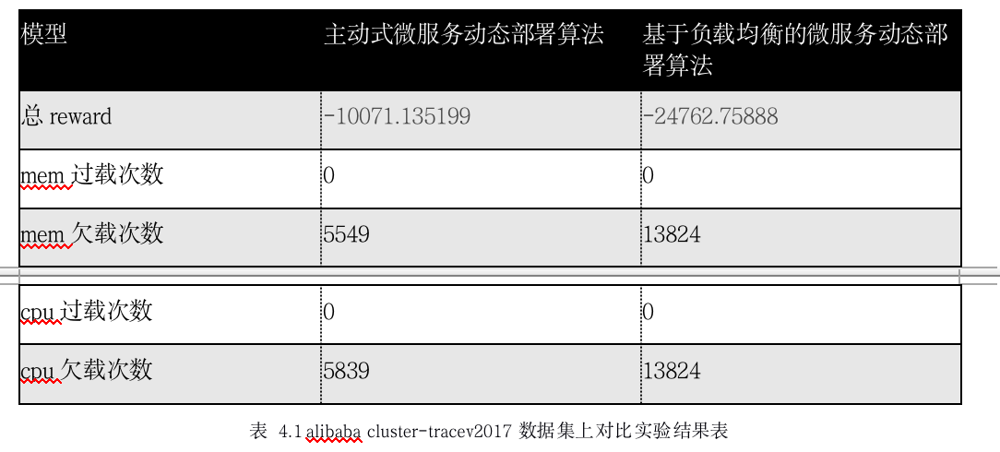 模型 主动式微服务动态部署算法 基于负载均衡的微服务动态部
署算法
总 reward -10071.135199 -24762.75888
mem 过载次数 0 0
mem 欠载次数 5549 13824
cpu 过载次数 0 0
cpu 欠载次数 5839 13824
表 4.1 alibaba cluster-tracev2017 数据集上对比实验结果表